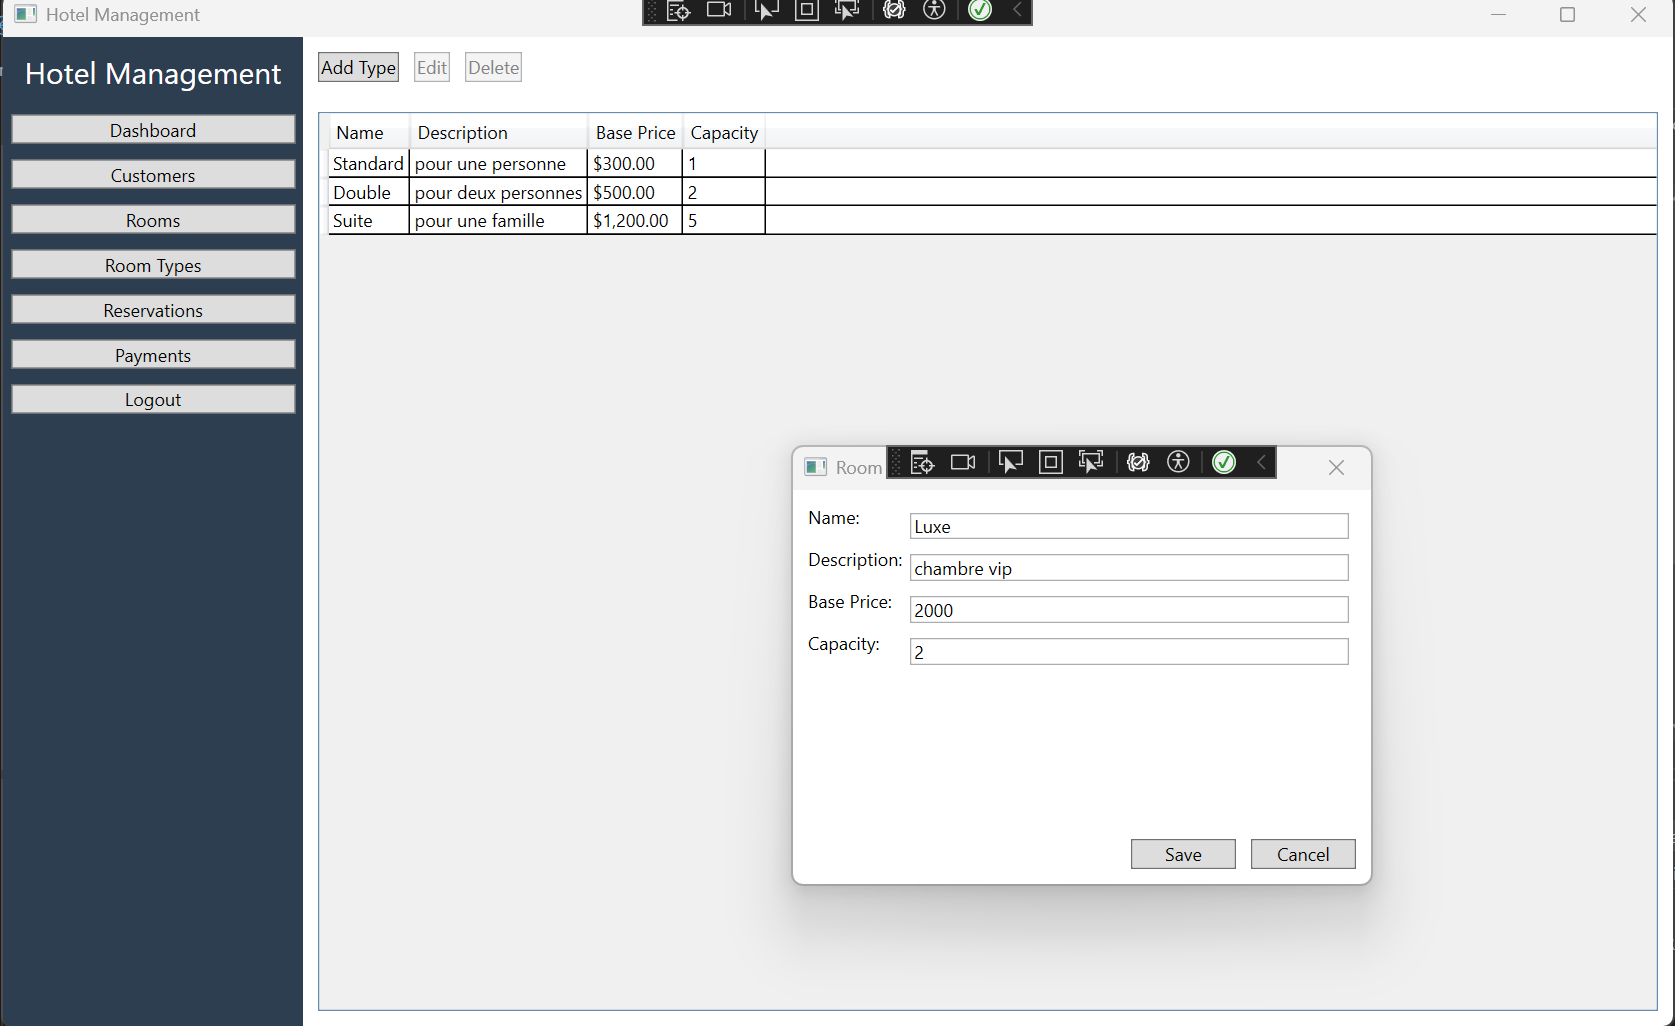 Hotel Management
Hotel Management
Dashboard
Customers
Rooms
Room Types
Reservations
Payments
Logout
Add Type Edit Delete
Name Description Base Price Capacity
Standard pour une personne $300.00 1
Double pour deux personnes $500.00 2
Suite pour une famille $1,200.00 5
Room
Name: Luxe
Description: chambre vip
Base Price: 2000
Capacity: 2
Save Cancel